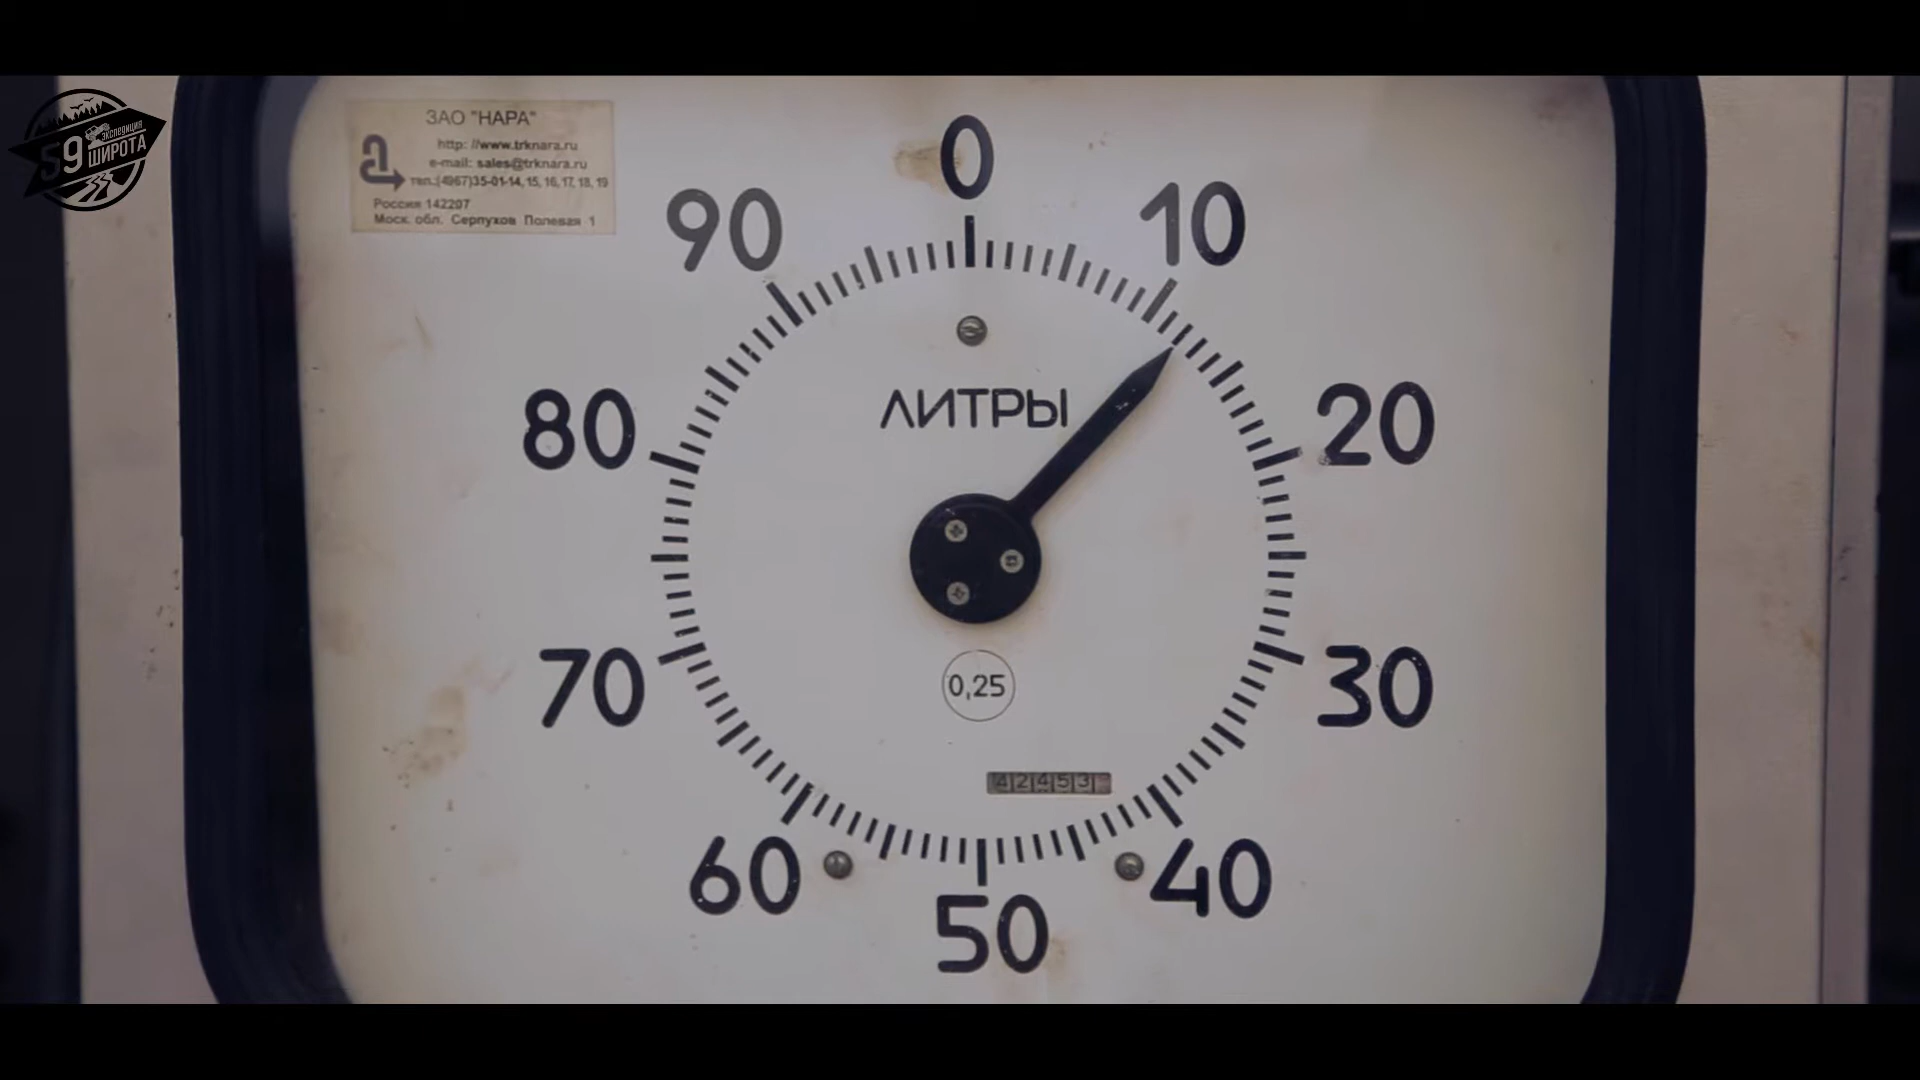 59
экспедиция
ШИРОТА
ЗАО "НАРА"
http: //www.trknara.ru
e-mail: sales@trknara.ru
тел.:(4967)35-01-14, 15, 16, 17, 18, 19
Россия 142207
Моск. обл. Серпухов Полевая 1
0
90
10
80
ЛИТРЫ
20
70
0,25
30
42453
60
40
50